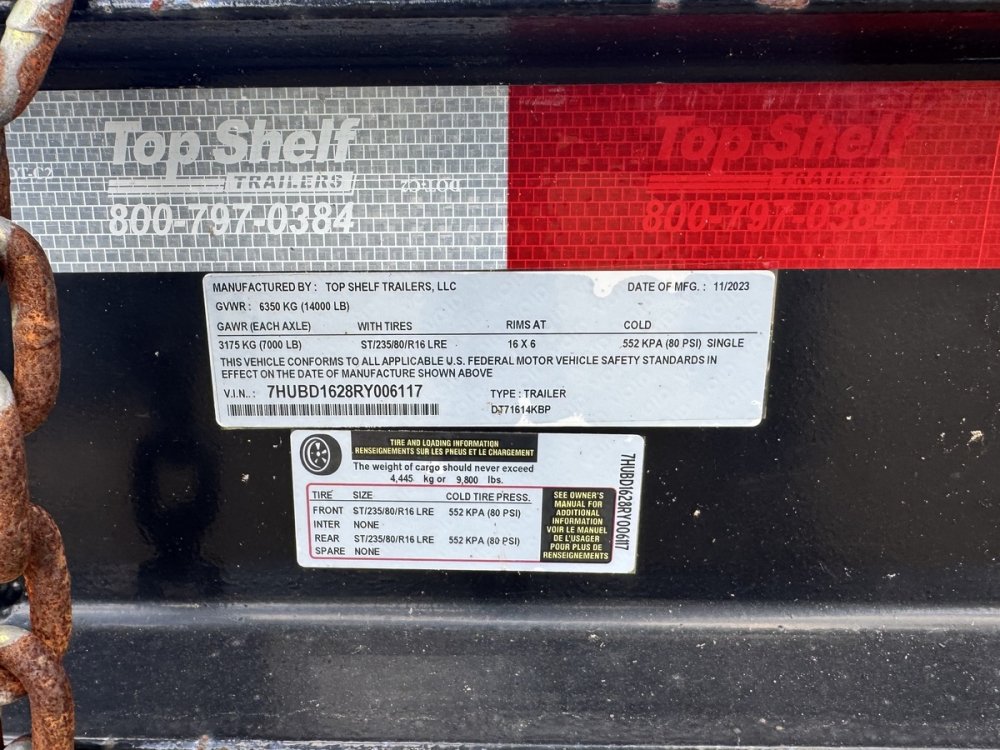 Top Shelf
TRAILERS
800-797-0384
DOT-C2
Top Shelf
TRAILERS
800-797-0384
MANUFACTURED BY : TOP SHELF TRAILERS, LLC DATE OF MFG. : 11/2023
GVWR : 6350 KG (14000 LB)
GAWR (EACH AXLE) WITH TIRES RIMS AT COLD
3175 KG (7000 LB) ST/235/80/R16 LRE 16 X 6 552 KPA (80 PSI) SINGLE
THIS VEHICLE CONFORMS TO ALL APPLICABLE U.S. FEDERAL MOTOR VEHICLE SAFETY STANDARDS IN
EFFECT ON THE DATE OF MANUFACTURE SHOWN ABOVE
V.I.N.. : 7HUBD1628RY006117 TYPE : TRAILER
DT71614KBP
TIRE AND LOADING INFORMATION
RENSEIGNEMENTS SUR LES PNEUS ET LE CHARGEMENT
The weight of cargo should never exceed
4,445 kg or 9,800 lbs.
TIRE SIZE COLD TIRE PRESS.
FRONT ST/235/80/R16 LRE 552 KPA (80 PSI)
INTER NONE
REAR ST/235/80/R16 LRE 552 KPA (80 PSI)
SPARE NONE
SEE OWNER'S
MANUAL FOR
ADDITIONAL
INFORMATION
VOIR LE MANUEL
DE L'USAGER
POUR PLUS DE
RENSEIGNEMENTS
7HUBD1628RY006117